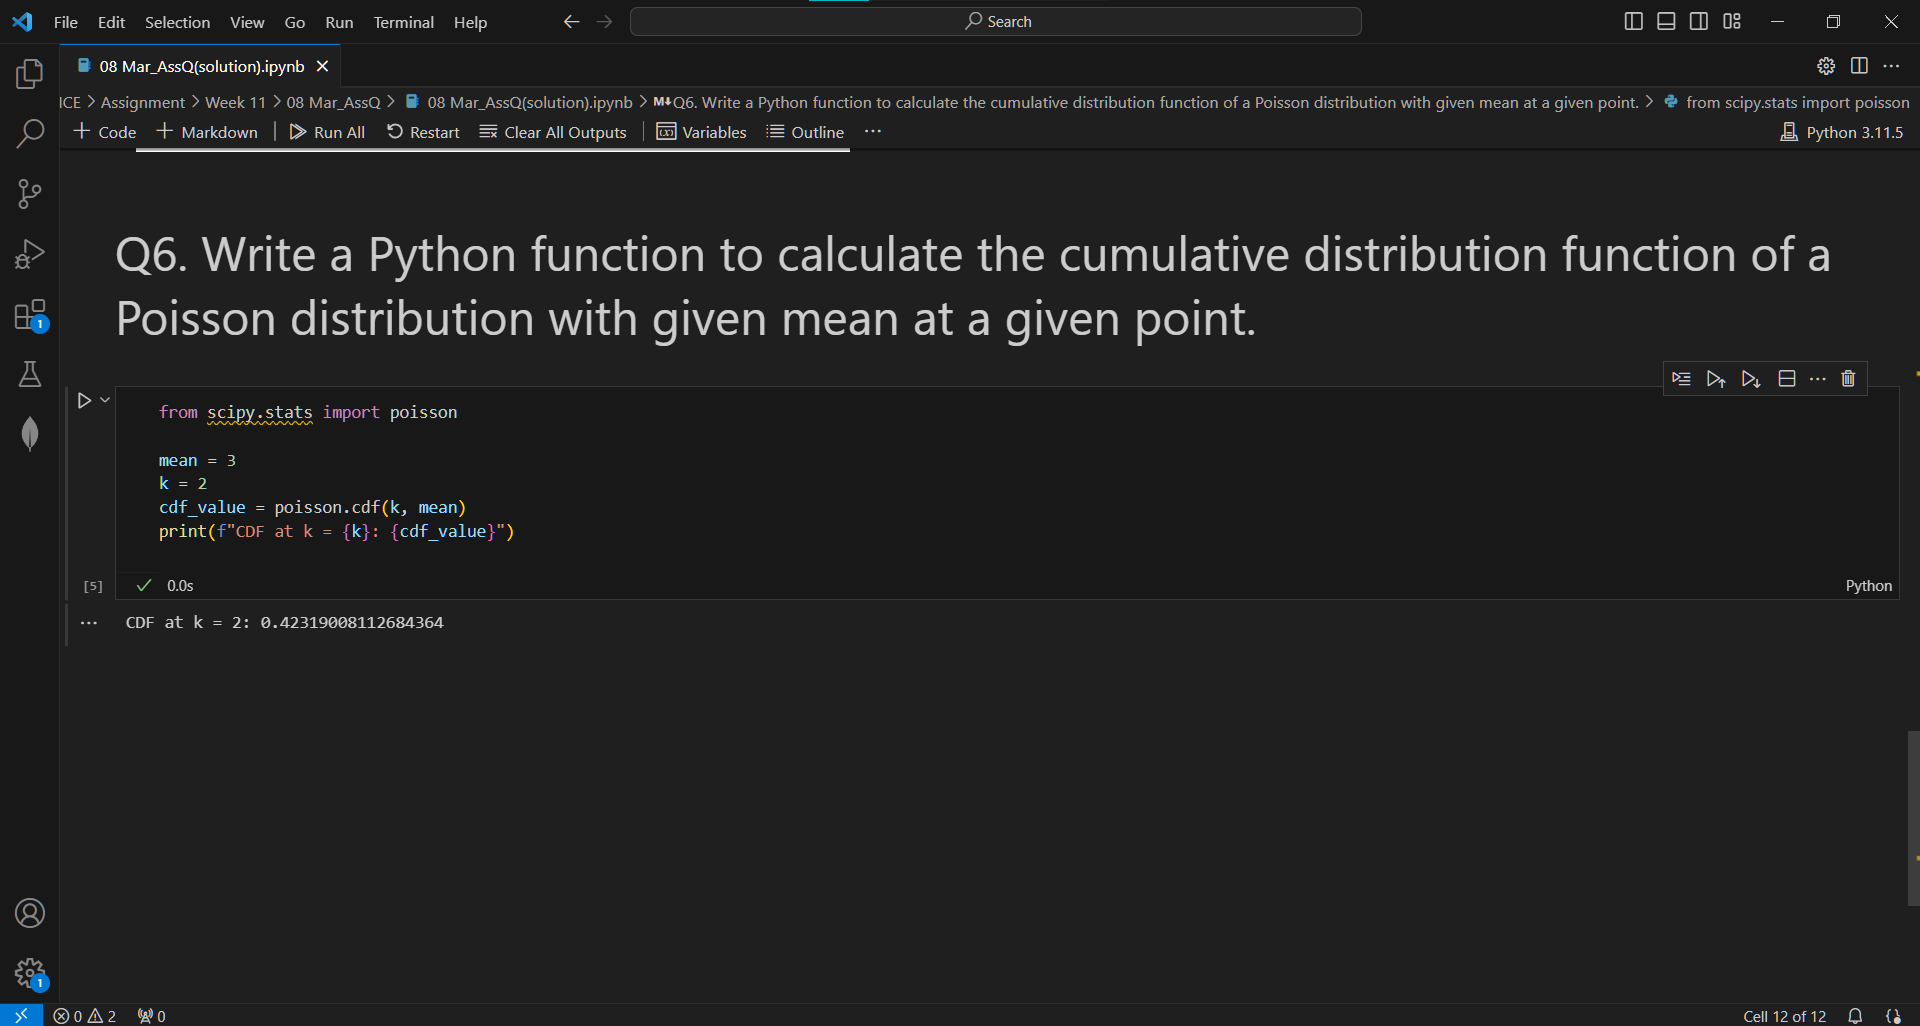 File Edit Selection View Go Run Terminal Help Search
08 Mar_AssQ(solution).ipynb
ICE > Assignment > Week 11 > 08 Mar_AssQ > 08 Mar_AssQ(solution).ipynb > M↓Q6. Write a Python function to calculate the cumulative distribution function of a Poisson distribution with given mean at a given point. > from scipy.stats import poisson
+ Code + Markdown | Run All Restart Clear All Outputs | Variables Outline ... Python 3.11.5
Q6. Write a Python function to calculate the cumulative distribution function of a
Poisson distribution with given mean at a given point.
from scipy.stats import poisson
mean = 3
k = 2
cdf_value = poisson.cdf(k, mean)
print(f"CDF at k = {k}: {cdf_value}")
[5] 0.0s Python
... CDF at k = 2: 0.42319008112684364
1
1
0 2 0 Cell 12 of 12